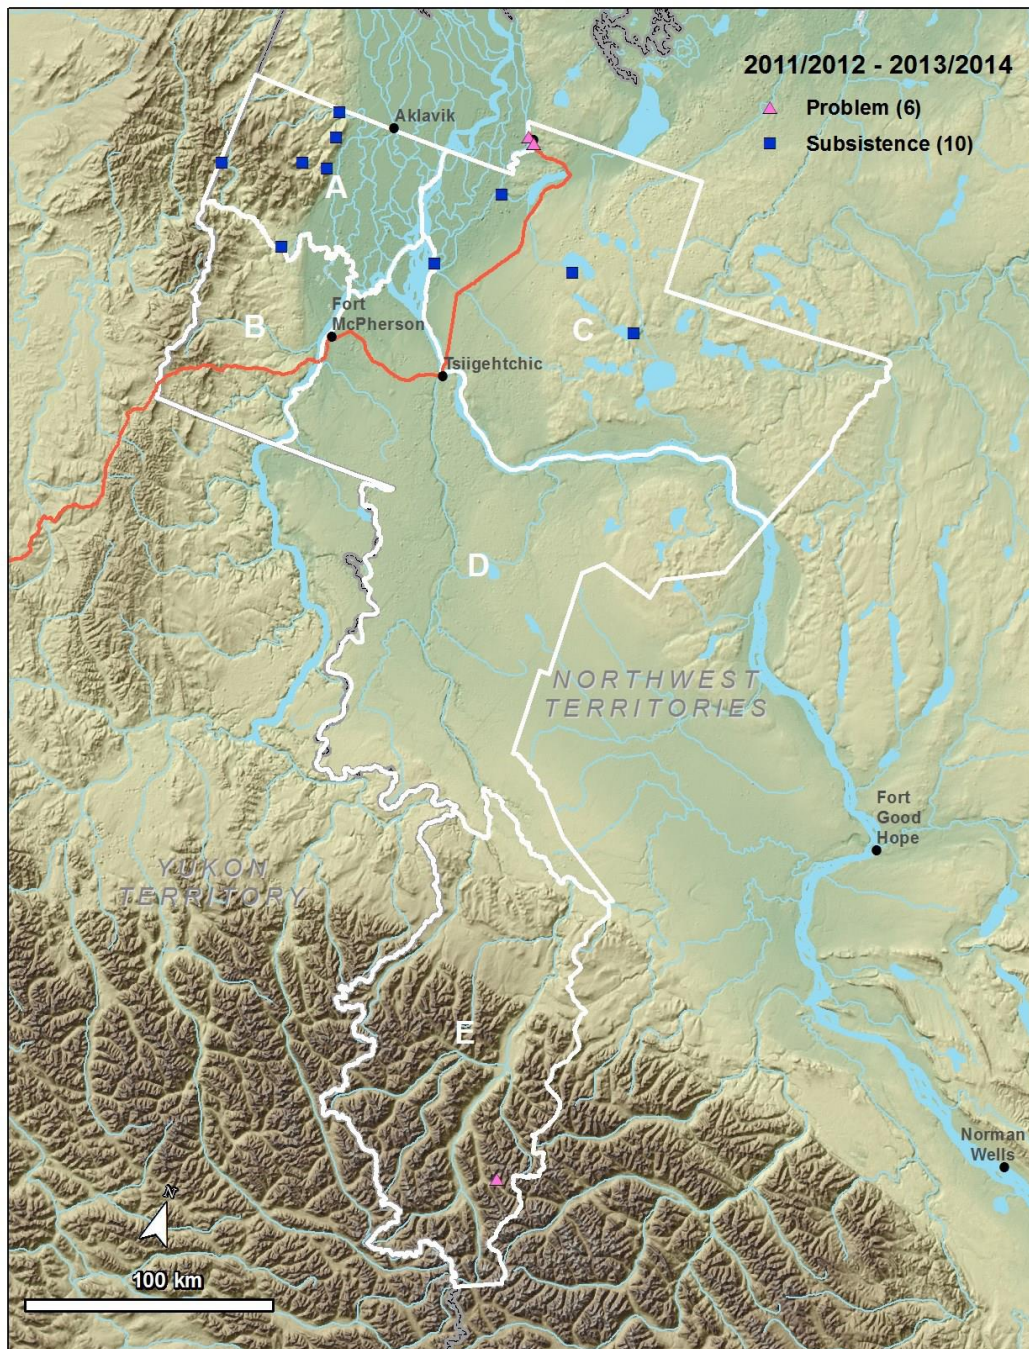 2011/2012 - 2013/2014
Problem (6)
Subsistence (10)
Aklavik
A
Fort
McPherson
B
C
Tsiigehtchic
D
NORTHWEST
TERRITORIES
Fort
Good
Hope
YUKON
TERRITORY
E
Norman
Wells
N
100 km